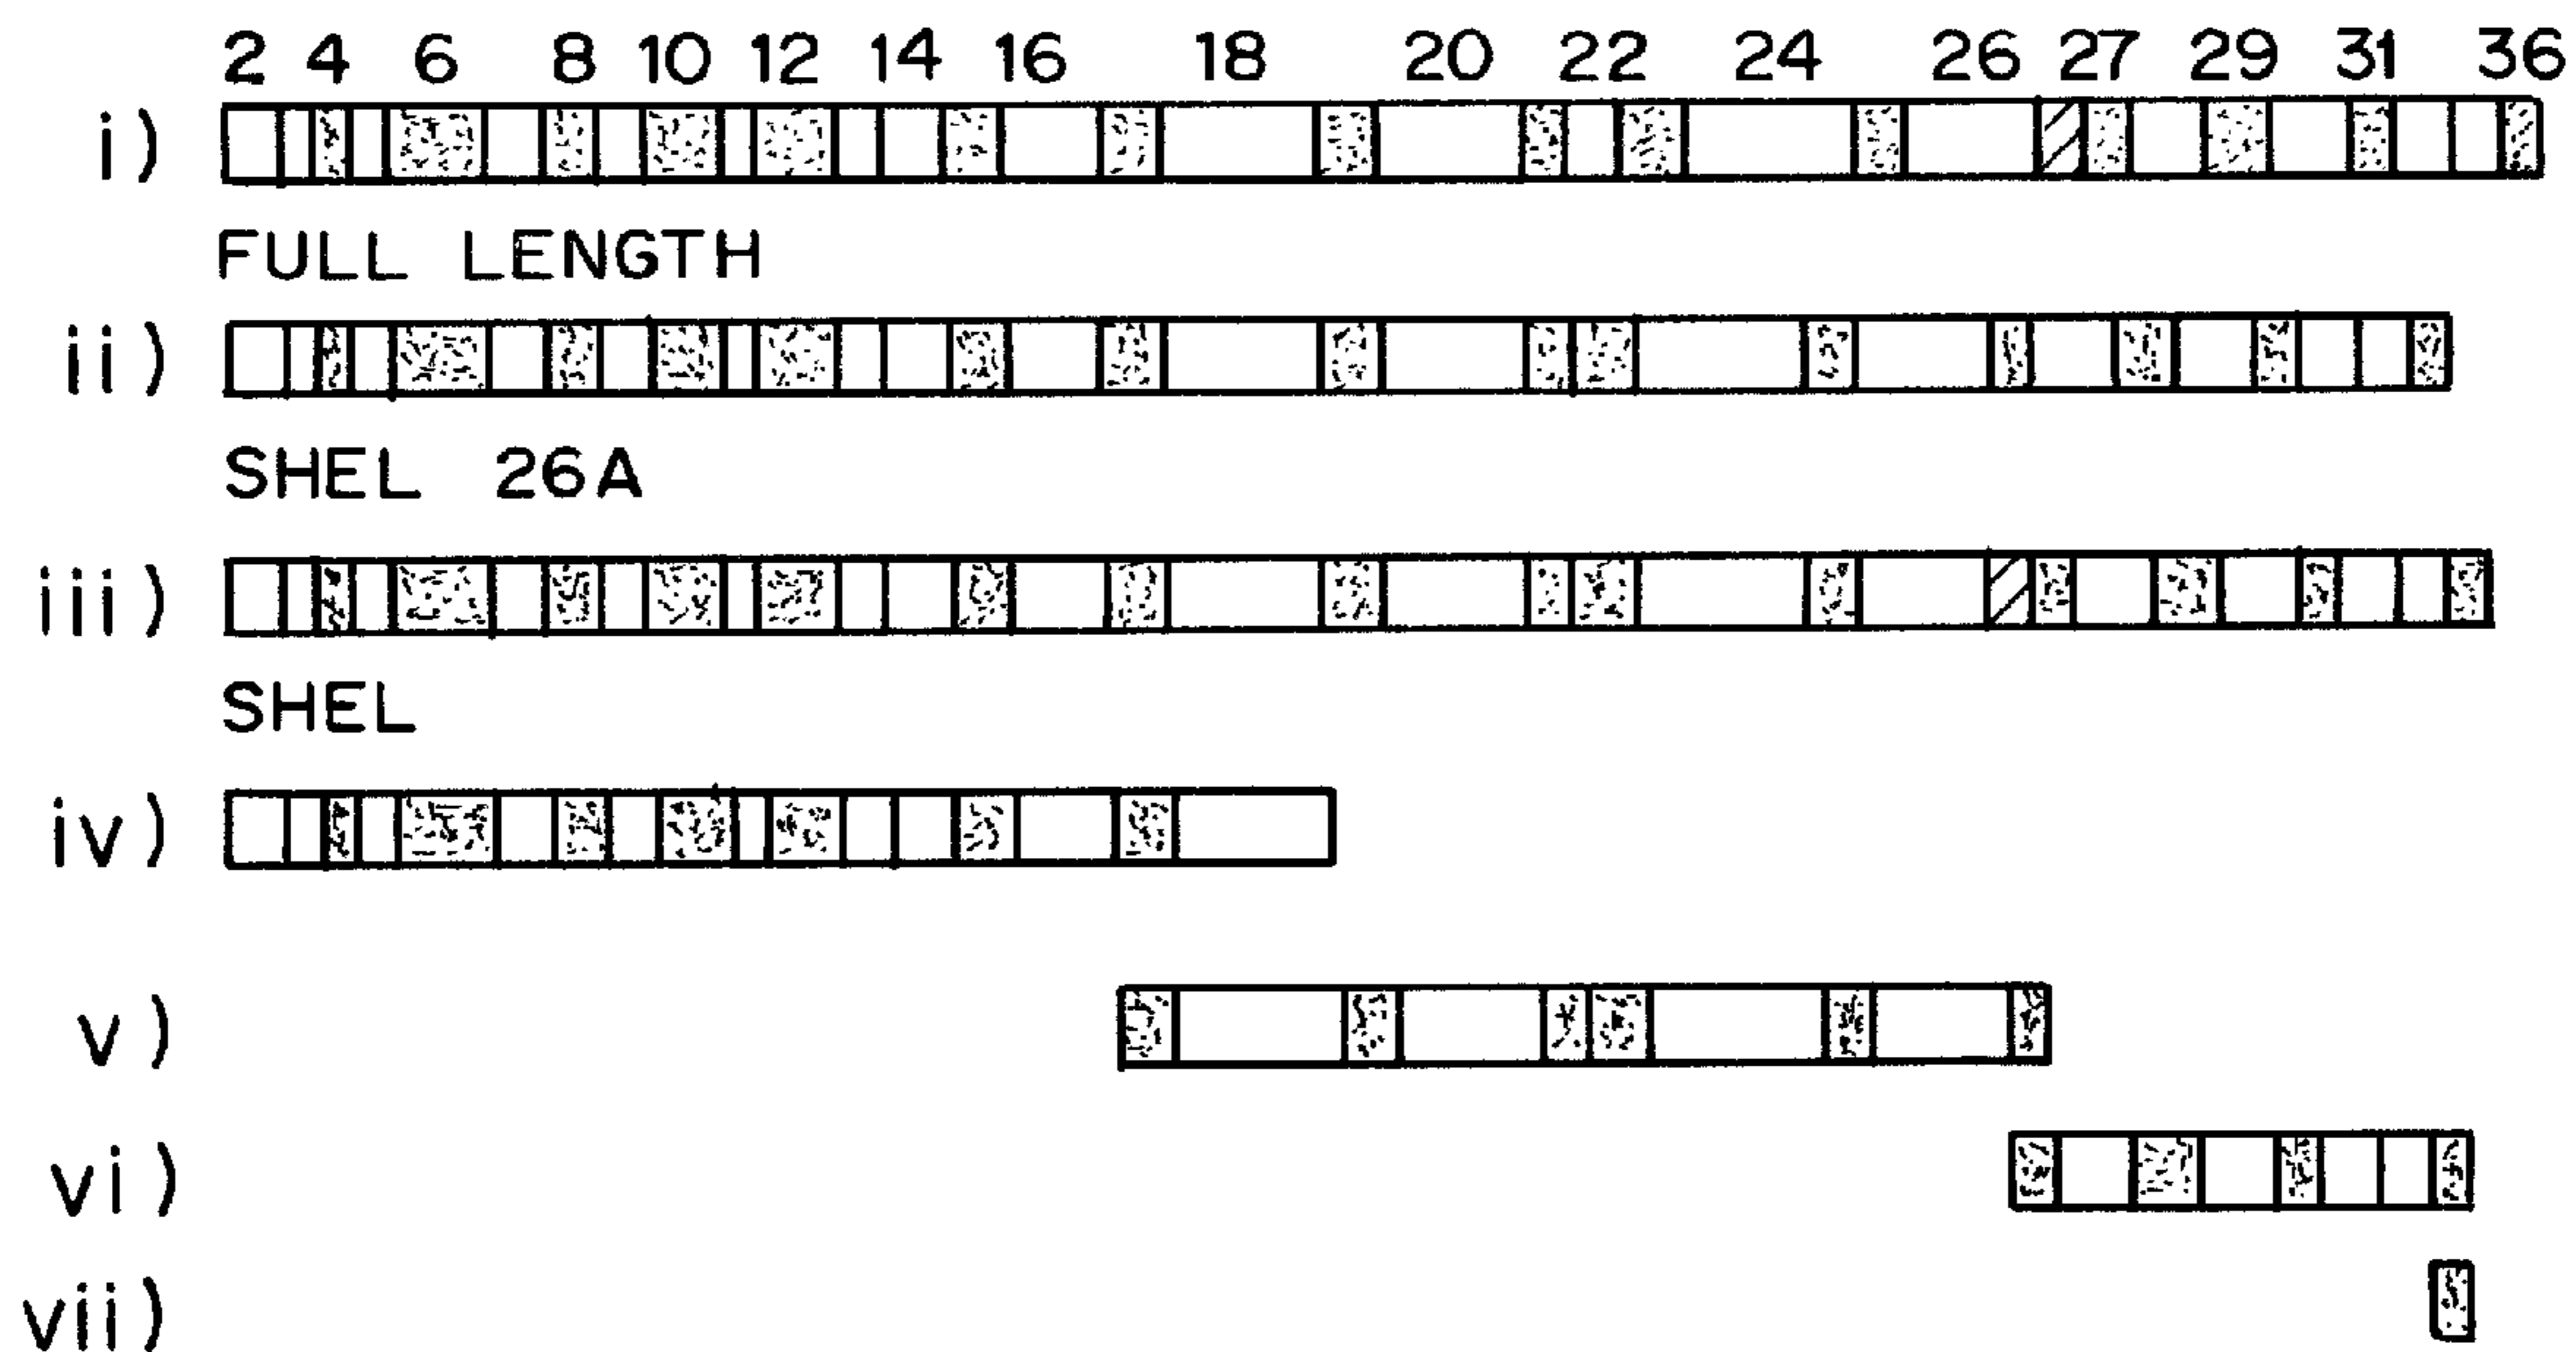 2 4 6 8 10 12 14 16 18 20 22 24 26 27 29 31 36
i)
FULL LENGTH
ii)
SHEL 26A
iii)
SHEL
iv)
v)
vi)
vii)